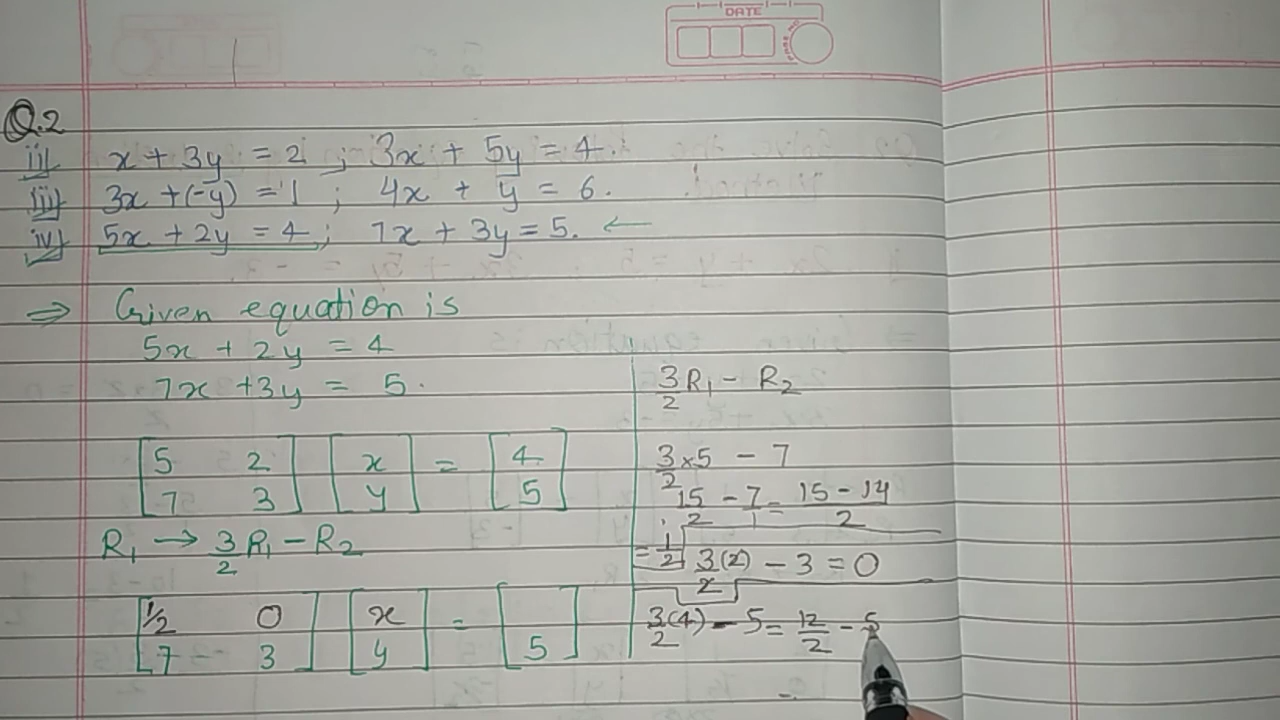 DATE
Q.2
ii) x + 3y = 2 ; 3x + 5y = 4.
iii) 3x + (-y) = 1 ; 4x + y = 6.
iv) 5x + 2y = 4 ; 7x + 3y = 5. ←
⇒ Given equation is
5x + 2y = 4
7x + 3y = 5.
[5 2] [x] = [4]
[7 3] [y] [5]
R₁ → 3/2 R₁ - R₂
[1/2 0] [x] = [ ]
[7 3] [y] [5]
3/2 R₁ - R₂
3/2 × 5 - 7
15/2 - 7/1 = 15 - 14/2
= 1/2
3(2)/2 - 3 = 0
3(4)/2 - 5 = 12/2 - 5